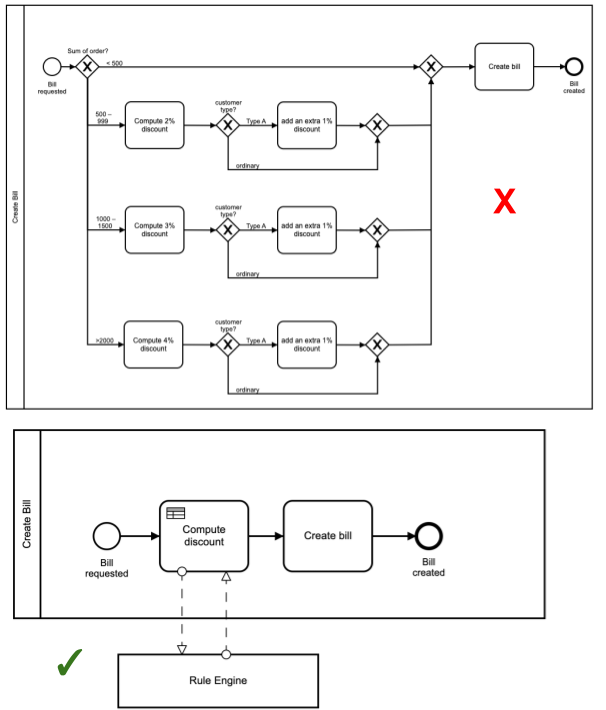 Sum of order?
< 500
Bill
requested
Create bill
Bill
created
500 –
999
Compute 2%
discount
customer
type?
Type A
add an extra 1%
discount
ordinary
Create Bill
1000 –
1500
Compute 3%
discount
customer
type?
Type A
add an extra 1%
discount
ordinary
X
>2000
Compute 4%
discount
customer
type?
Type A
add an extra 1%
discount
ordinary
Create Bill
Bill
requested
Compute
discount
Create bill
Bill
created
Rule Engine